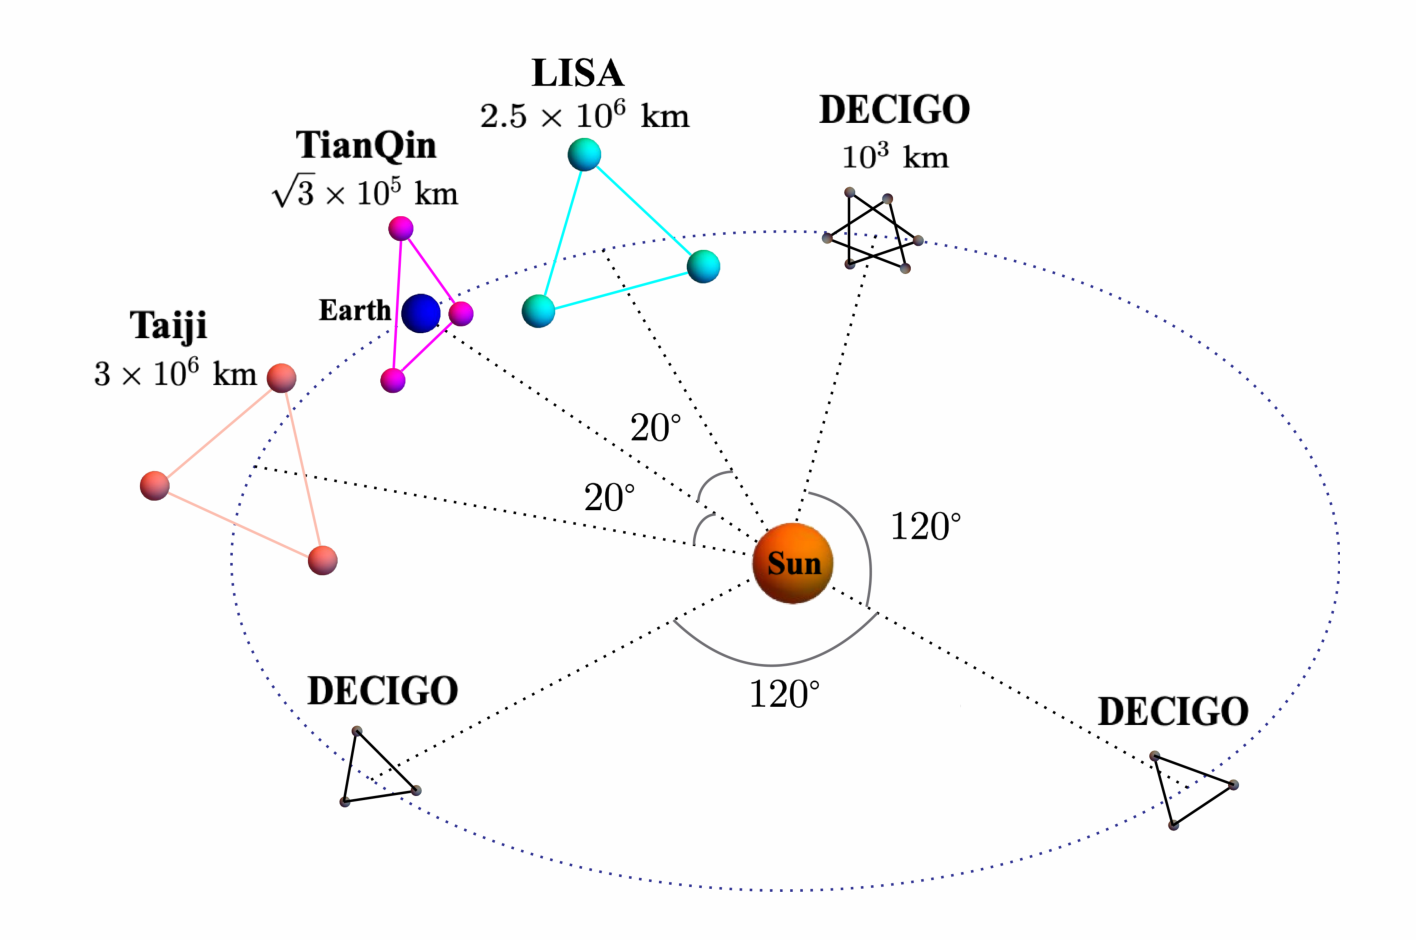 LISA
2.5 × 10⁶ km
DECIGO
10³ km
TianQin
√3 × 10⁵ km
Earth
Taiji
3 × 10⁶ km
20°
20°
120°
Sun
120°
DECIGO
DECIGO